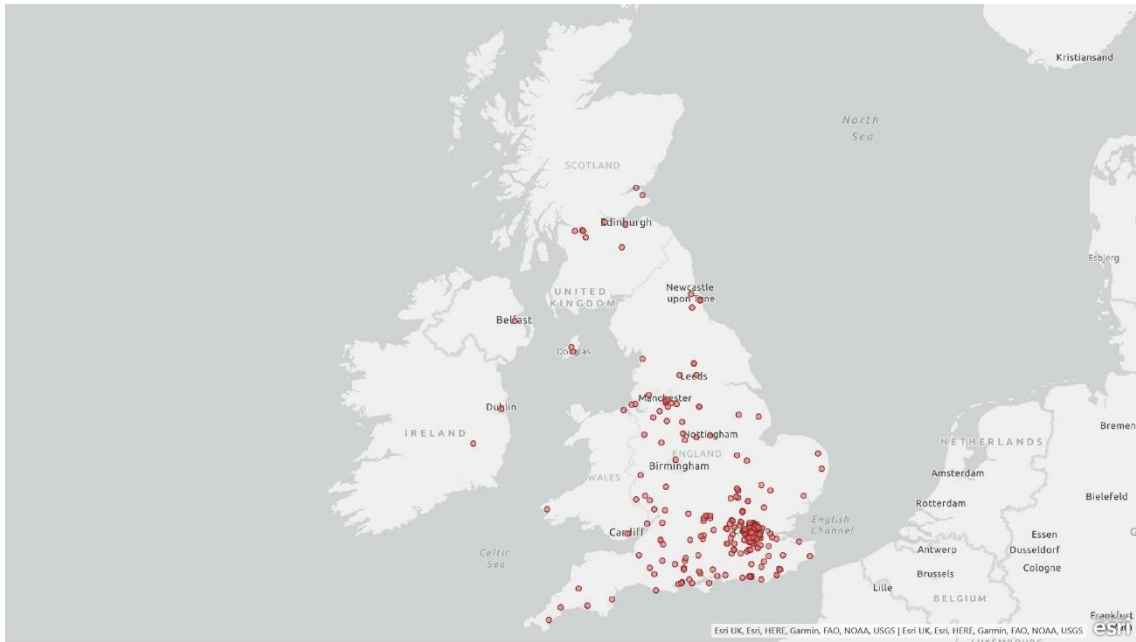 Kristiansand
North
Sea
SCOTLAND
Edinburgh
Esbjerg
Newcastle
UNITED
upon Tyne
KINGDOM
Belfast
Douglas
Leeds
Manchester
Dublin
Bremen
IRELAND
Nottingham
NETHERLANDS
ENGLAND
Birmingham
WALES
Amsterdam
Rotterdam
Bielefeld
English
Channel
Cardiff
Essen
Celtic
Sea
Antwerp
Dusseldorf
Brussels
Cologne
Lille
BELGIUM
Frankfurt
Esri UK, Esri, HERE, Garmin, FAO, NOAA, USGS | Esri UK, Esri, HERE, Garmin, FAO, NOAA, USGS
esri